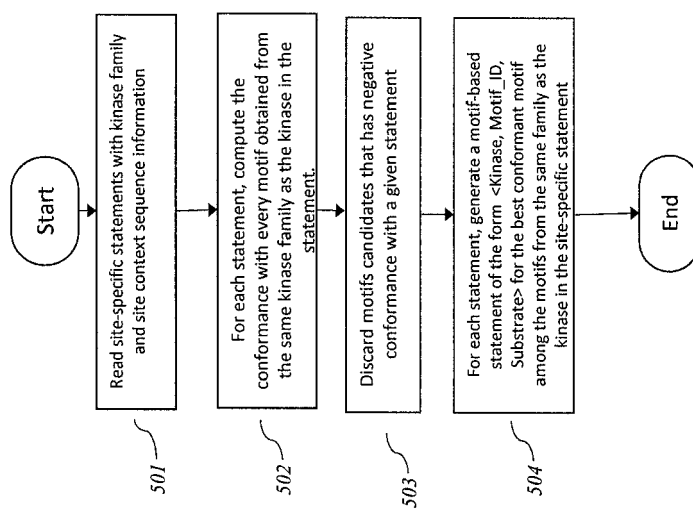 Start
Read site-specific statements with kinase family
and site context sequence information
501
For each statement, compute the
conformance with every motif obtained from
the same kinase family as the kinase in the
statement.
502
Discard motifs candidates that has negative
conformance with a given statement
503
For each statement, generate a motif-based
statement of the form <Kinase, Motif_ID,
Substrate> for the best conformant motif
among the motifs from the same family as the
kinase in the site-specific statement
504
End